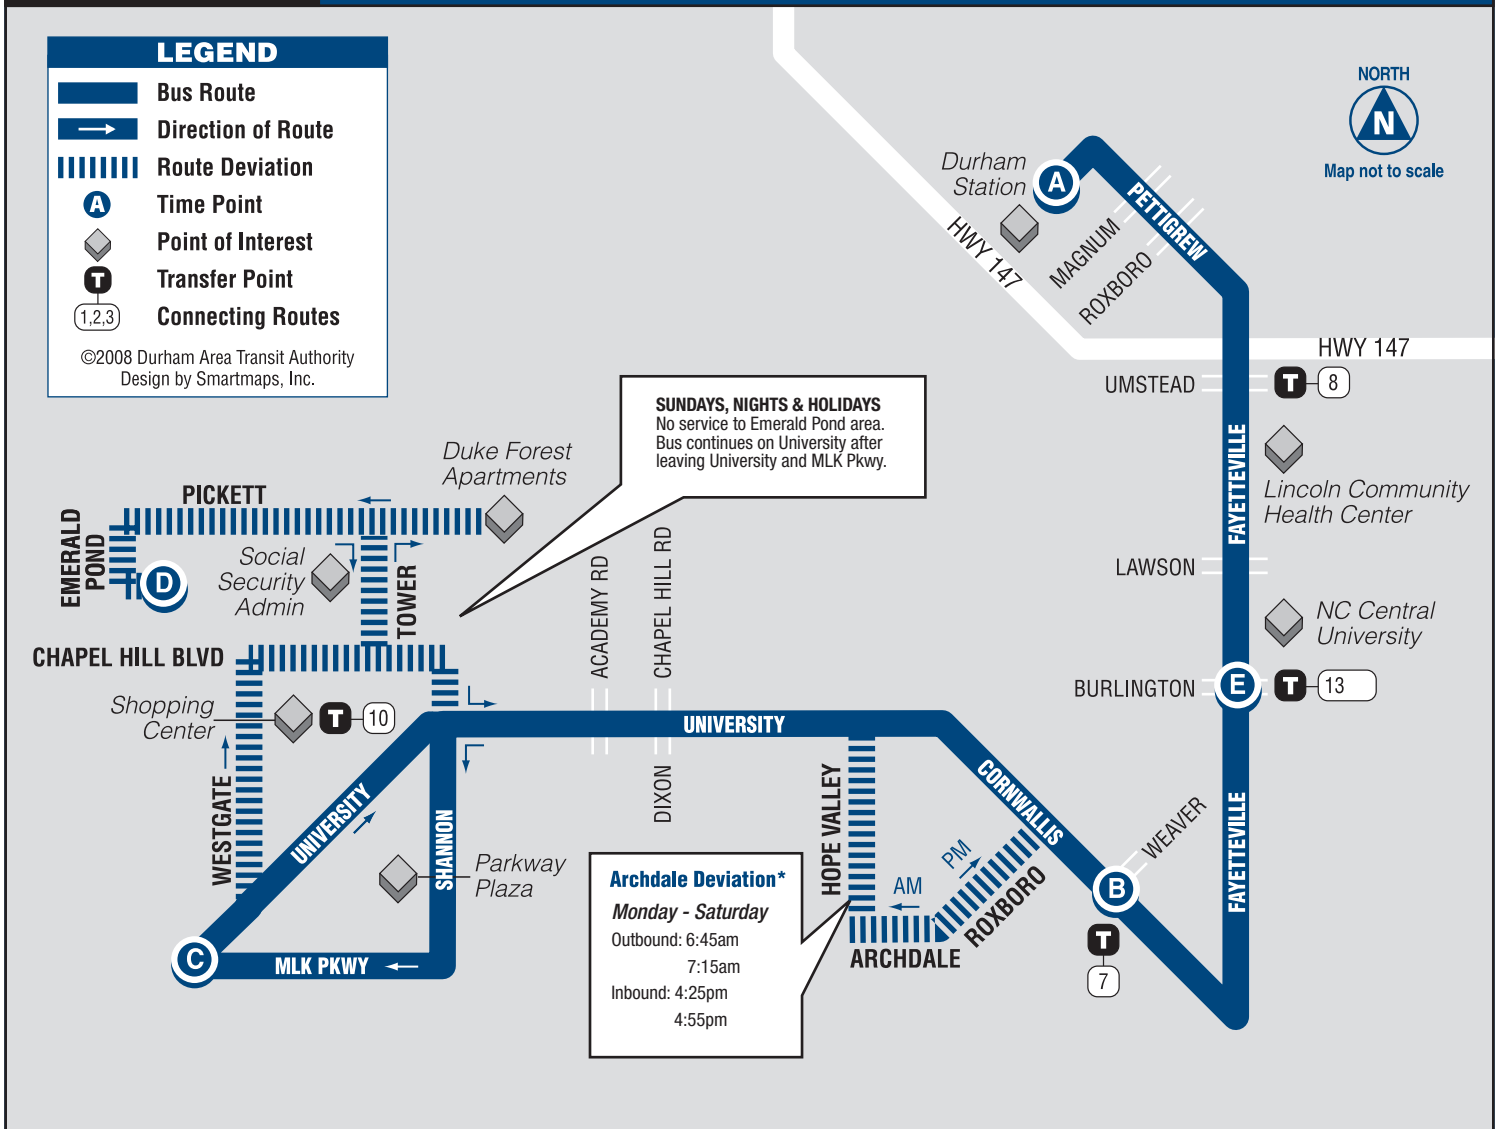 LEGEND
Bus Route
Direction of Route
Route Deviation
A
Time Point
Point of Interest
T
Transfer Point
1,2,3
Connecting Routes
©2008 Durham Area Transit Authority
Design by Smartmaps, Inc.
NORTH
N
Map not to scale
Durham
Station
A
PETTIGREW
MAGNUM
ROXBORO
HWY 147
HWY 147
UMSTEAD
T
8
FAYETTEVILLE
Lincoln Community
Health Center
LAWSON
NC Central
University
BURLINGTON
E
T
13
SUNDAYS, NIGHTS & HOLIDAYS
No service to Emerald Pond area.
Bus continues on University after
leaving University and MLK Pkwy.
Duke Forest
Apartments
PICKETT
EMERALD
POND
D
Social
Security
Admin
TOWER
CHAPEL HILL BLVD
Shopping
Center
T
10
WESTGATE
UNIVERSITY
SHANNON
Parkway
Plaza
C
MLK PKWY
ACADEMY RD
CHAPEL HILL RD
DIXON
UNIVERSITY
HOPE VALLEY
CORNWALLIS
WEAVER
B
T
7
FAYETTEVILLE
PM
AM
ROXBORO
ARCHDALE
Archdale Deviation*
Monday - Saturday
Outbound: 6:45am
7:15am
Inbound: 4:25pm
4:55pm